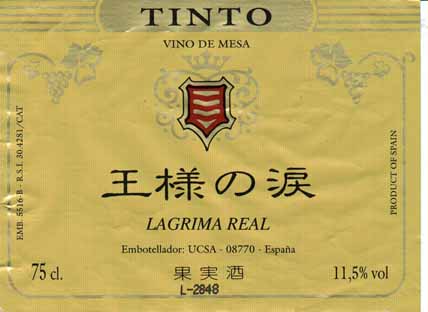 TINTO
VINO DE MESA
EMB. 5516-B - R.S.I. 30.4281/CAT
PRODUCT OF SPAIN
王様の涙
LAGRIMA REAL
Embotellador: UCSA - 08770 - España
75 cl.
果実酒
11,5% vol
L-2848